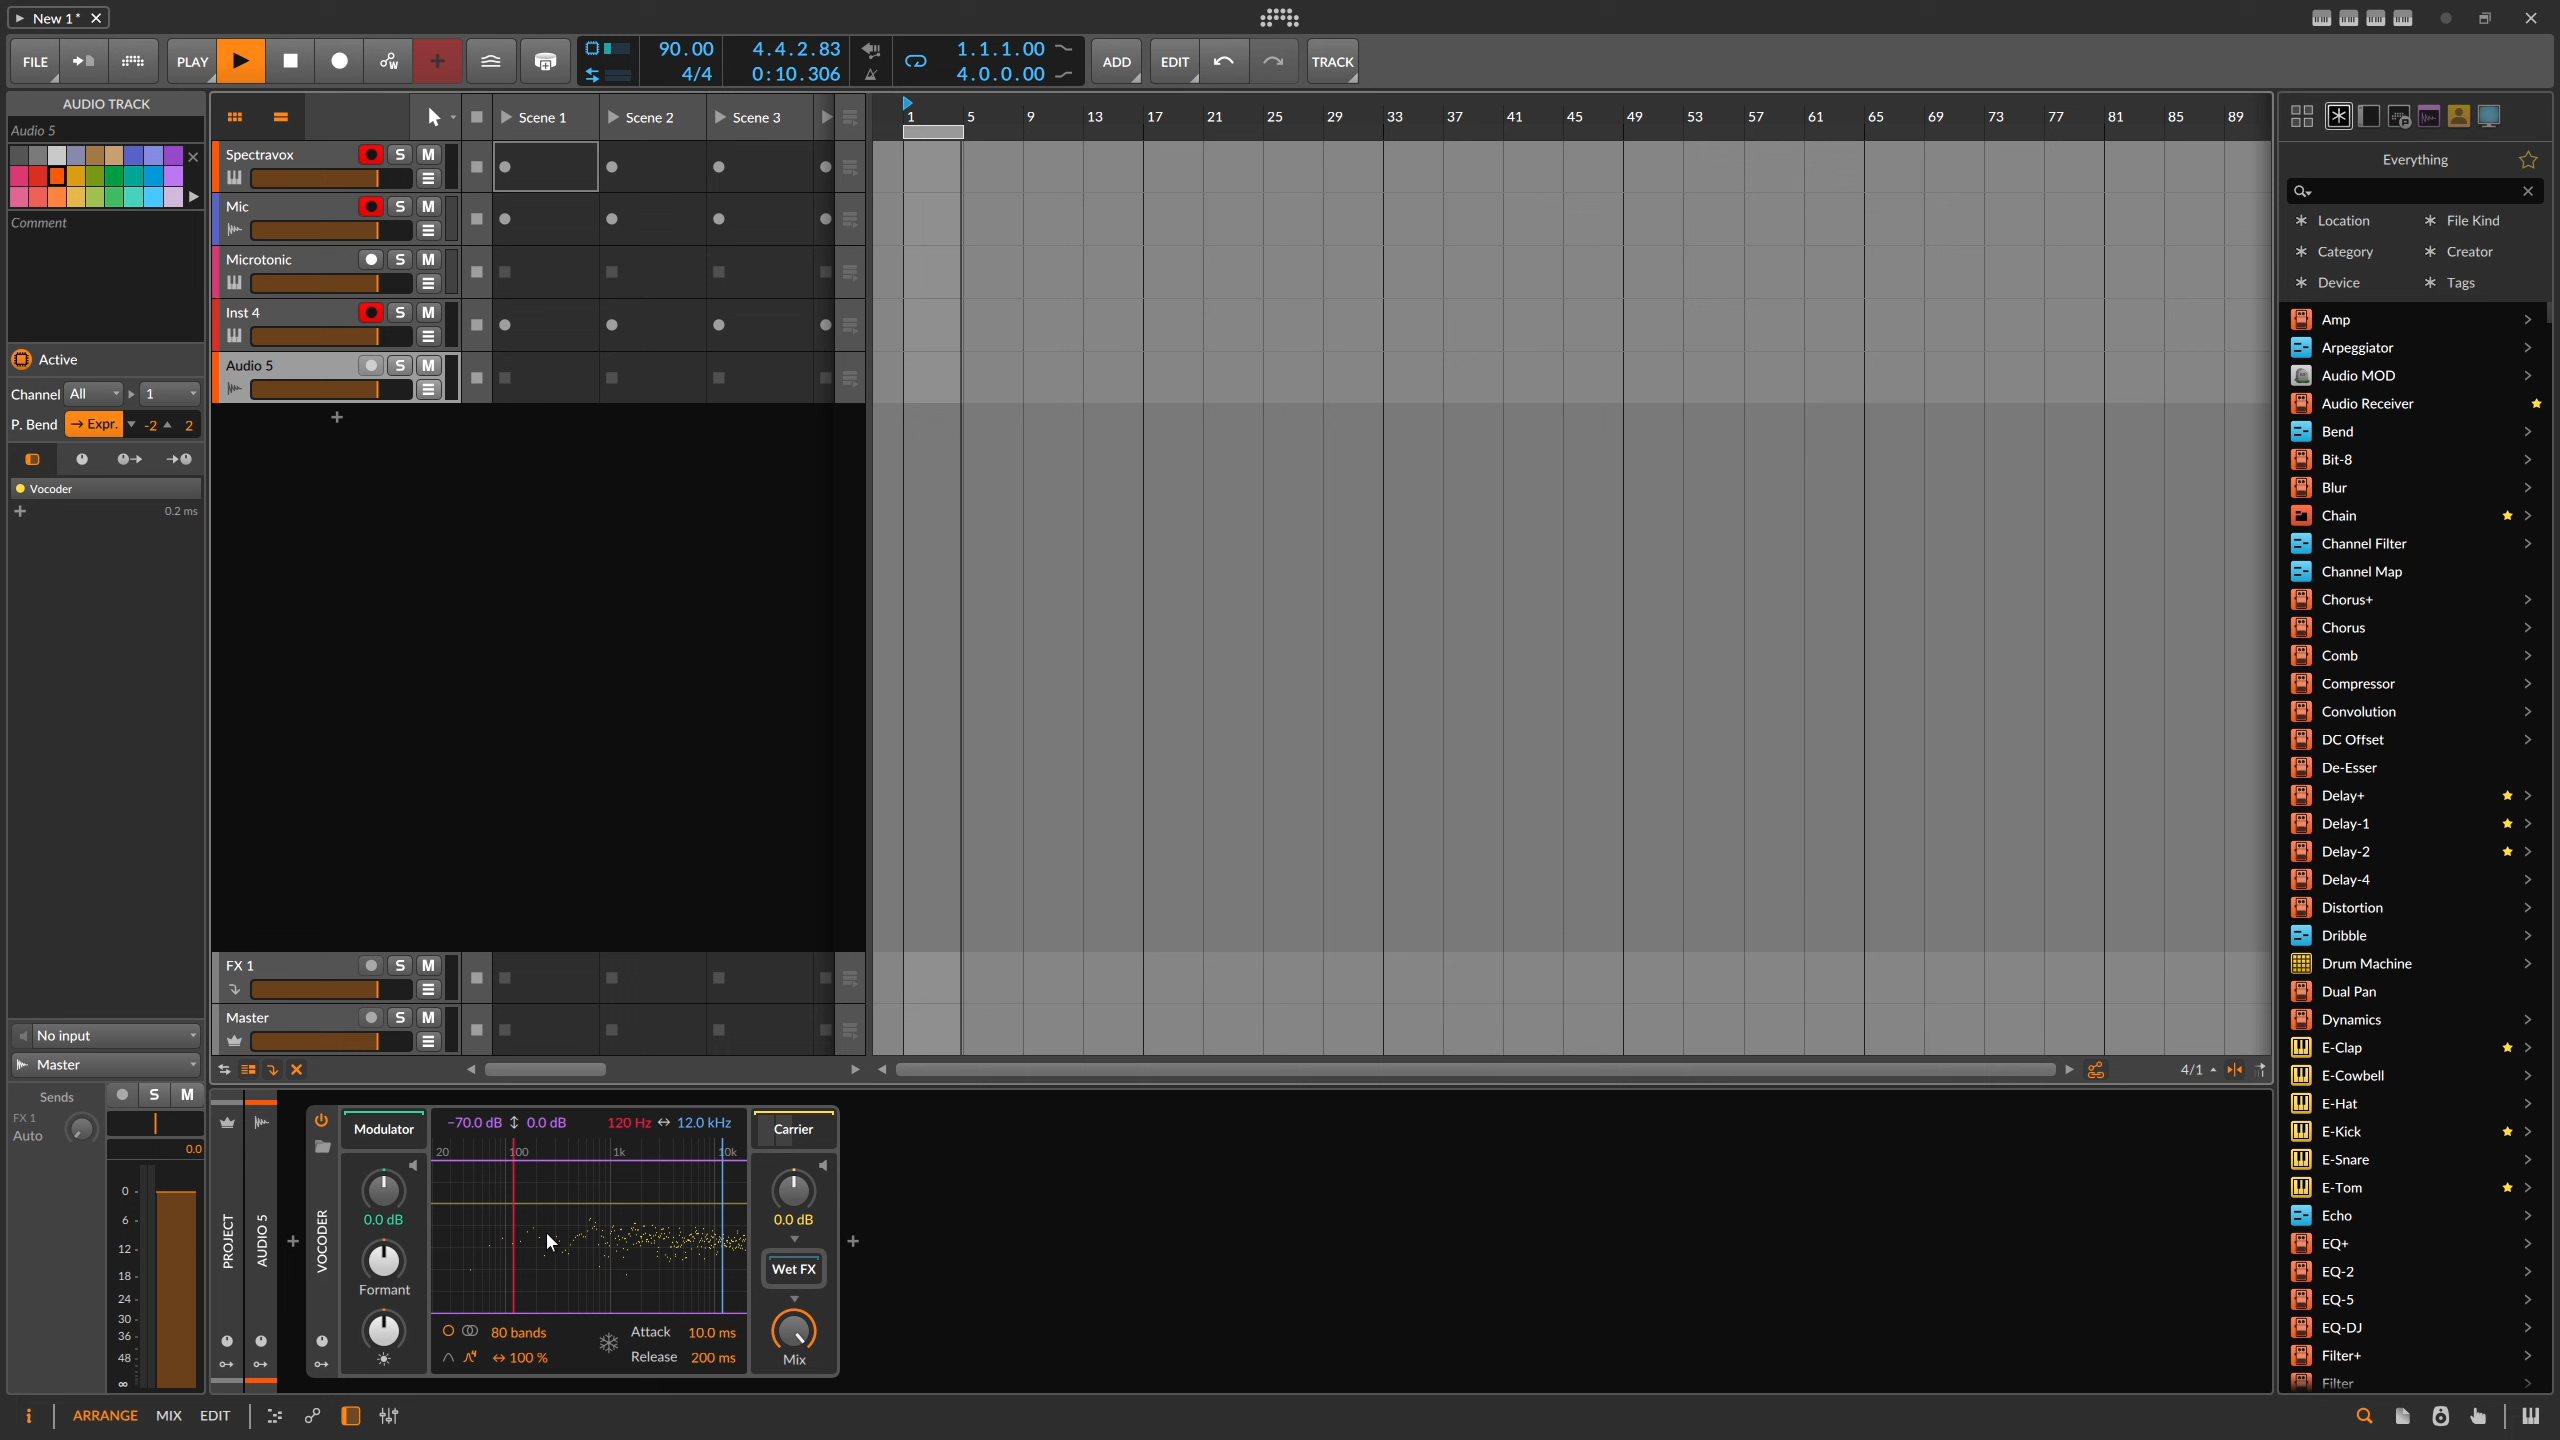 New 1*
FILE
PLAY
90.00
4/4
4.4.2.83
0:10.306
1.1.1.00
4.0.0.00
ADD
EDIT
TRACK
AUDIO TRACK
Audio 5
Comment
Active
Channel All 1
P. Bend Expr. -2 2
Vocoder
0.2 ms
No input
Master
Sends
FX 1
Auto
S M
0.0
0
6
12
18
24
30
36
48
∞
Scene 1
Scene 2
Scene 3
Spectravox S M
Mic S M
Microtonic S M
Inst 4 S M
Audio 5 S M
FX 1 S M
Master S M
1 5 9 13 17 21 25 29 33 37 41 45 49 53 57 61 65 69 73 77 81 85 89
4/1
PROJECT
AUDIO 5
VOCODER
Modulator
0.0 dB
Formant
-70.0 dB 0.0 dB 120 Hz 12.0 kHz
20 100 1k 10k
80 bands
100 %
Attack 10.0 ms
Release 200 ms
Carrier
0.0 dB
Wet FX
Mix
Everything
Location
File Kind
Category
Creator
Device
Tags
Amp
Arpeggiator
Audio MOD
Audio Receiver
Bend
Bit-8
Blur
Chain
Channel Filter
Channel Map
Chorus+
Chorus
Comb
Compressor
Convolution
DC Offset
De-Esser
Delay+
Delay-1
Delay-2
Delay-4
Distortion
Dribble
Drum Machine
Dual Pan
Dynamics
E-Clap
E-Cowbell
E-Hat
E-Kick
E-Snare
E-Tom
Echo
EQ+
EQ-2
EQ-5
EQ-DJ
Filter+
Filter
i
ARRANGE
MIX
EDIT